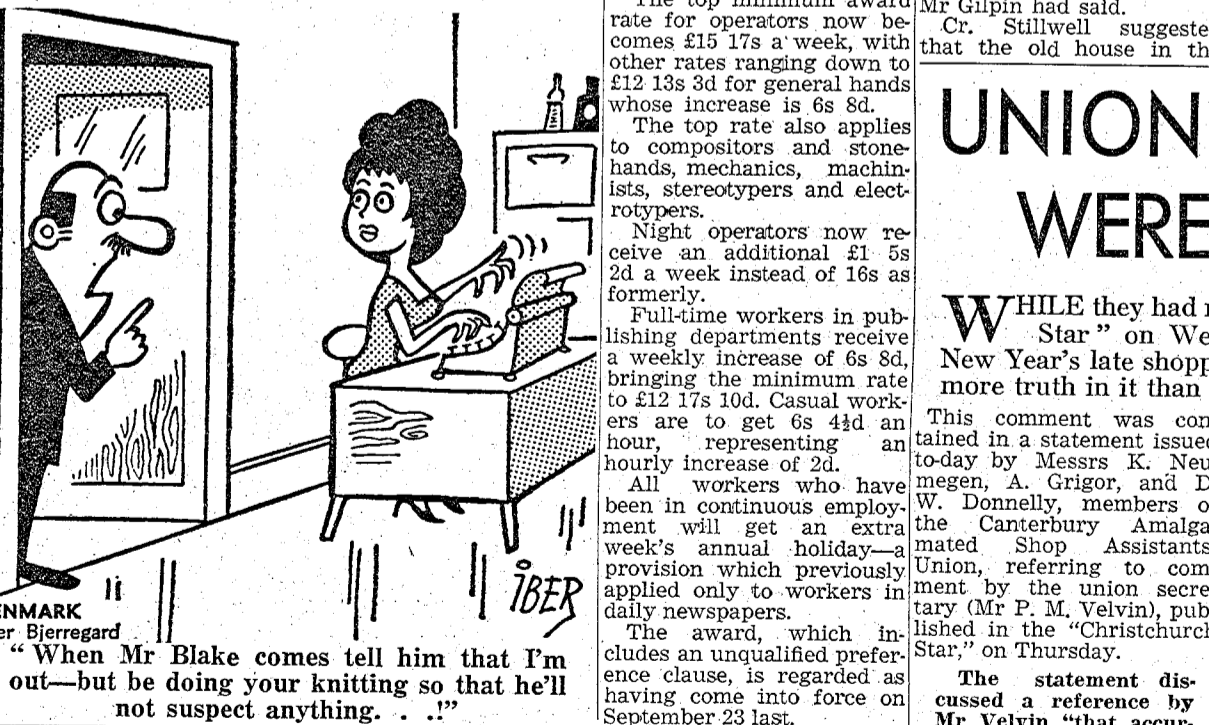 iBER
ENMARK
er Bjerregard
“When Mr Blake comes tell him that I'm
out—but be doing your knitting so that he'll
not suspect anything. . .!”
The top minimum award
rate for operators now be-
comes £15 17s a week, with
other rates ranging down to
£12 13s 3d for general hands
whose increase is 6s 8d.
The top rate also applies
to compositors and stone-
hands, mechanics, machin-
ists, stereotypers and elect-
rotypers.
Night operators now re-
ceive an additional £1 5s
2d a week instead of 16s as
formerly.
Full-time workers in pub-
lishing departments receive
a weekly increase of 6s 8d,
bringing the minimum rate
to £12 17s 10d. Casual work-
ers are to get 6s 4½d an
hour, representing an
hourly increase of 2d.
All workers who have
been in continuous employ-
ment will get an extra
week's annual holiday—a
provision which previously
applied only to workers in
daily newspapers.
The award, which in-
cludes an unqualified prefer-
ence clause, is regarded as
having come into force on
September 23 last.
Mr Gilpin had said.
Cr. Stillwell suggeste
that the old house in th
UNION
WERE
WHILE they had
Star” on We
New Year's late shopp
more truth in it than
This comment was con
tained in a statement issued
to-day by Messrs K. Neu
megen, A. Grigor, and D
W. Donnelly, members o
the Canterbury Amalga
mated Shop Assistants
Union, referring to com
ment by the union secre
tary (Mr P. M. Velvin), pub
lished in the “Christchurch
Star,” on Thursday.
The statement dis-
cussed a reference by
Mr Velvin “that occur-